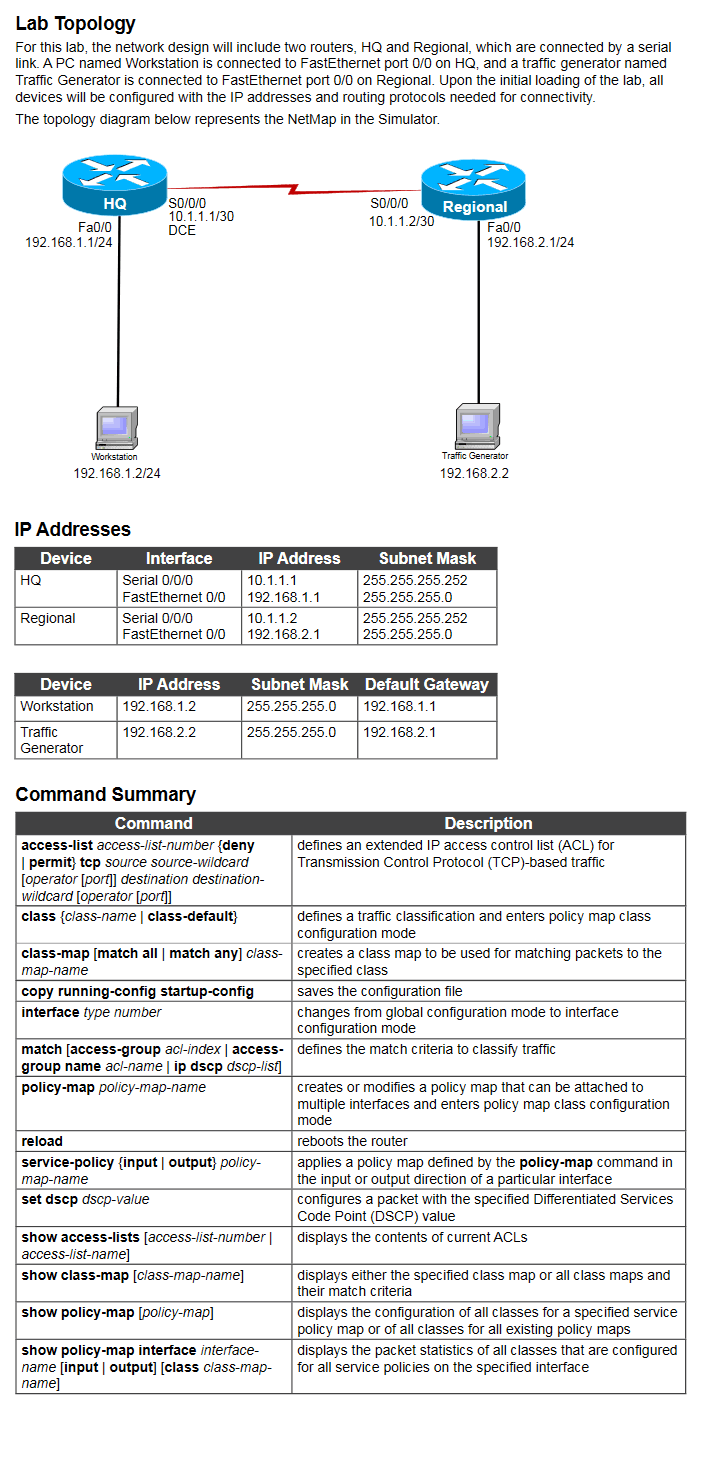 Lab Topology
For this lab, the network design will include two routers, HQ and Regional, which are connected by a serial
link. A PC named Workstation is connected to FastEthernet port 0/0 on HQ, and a traffic generator named
Traffic Generator is connected to FastEthernet port 0/0 on Regional. Upon the initial loading of the lab, all
devices will be configured with the IP addresses and routing protocols needed for connectivity.
The topology diagram below represents the NetMap in the Simulator.
HQ
S0/0/0
10.1.1.1/30
DCE
Fa0/0
192.168.1.1/24
S0/0/0
10.1.1.2/30
Regional
Fa0/0
192.168.2.1/24
Workstation
192.168.1.2/24
Traffic Generator
192.168.2.2
IP Addresses
Device Interface IP Address Subnet Mask
HQ Serial 0/0/0 10.1.1.1 255.255.255.252
FastEthernet 0/0 192.168.1.1 255.255.255.0
Regional Serial 0/0/0 10.1.1.2 255.255.255.252
FastEthernet 0/0 192.168.2.1 255.255.255.0
Device IP Address Subnet Mask Default Gateway
Workstation 192.168.1.2 255.255.255.0 192.168.1.1
Traffic 192.168.2.2 255.255.255.0 192.168.2.1
Generator
Command Summary
Command Description
access-list access-list-number {deny
| permit} tcp source source-wildcard
[operator [port]] destination destination-
wildcard [operator [port]]
defines an extended IP access control list (ACL) for
Transmission Control Protocol (TCP)-based traffic
class {class-name | class-default}
defines a traffic classification and enters policy map class
configuration mode
class-map [match all | match any] class-
map-name
creates a class map to be used for matching packets to the
specified class
copy running-config startup-config
saves the configuration file
interface type number
changes from global configuration mode to interface
configuration mode
match [access-group acl-index | access-
group name acl-name | ip dscp dscp-list]
defines the match criteria to classify traffic
policy-map policy-map-name
creates or modifies a policy map that can be attached to
multiple interfaces and enters policy map class configuration
mode
reload
reboots the router
service-policy {input | output} policy-
map-name
applies a policy map defined by the policy-map command in
the input or output direction of a particular interface
set dscp dscp-value
configures a packet with the specified Differentiated Services
Code Point (DSCP) value
show access-lists [access-list-number |
access-list-name]
displays the contents of current ACLs
show class-map [class-map-name]
displays either the specified class map or all class maps and
their match criteria
show policy-map [policy-map]
displays the configuration of all classes for a specified service
policy map or of all classes for all existing policy maps
show policy-map interface interface-
name [input | output] [class class-map-
name]
displays the packet statistics of all classes that are configured
for all service policies on the specified interface